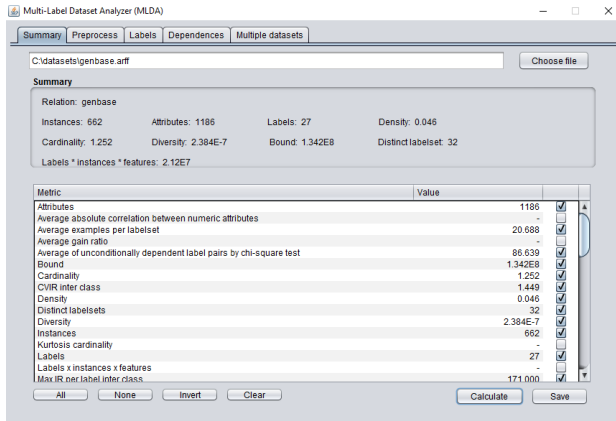 Multi-Label Dataset Analyzer (MLDA)
Summary Preprocess Labels Dependences Multiple datasets
C:\datasets\genbase.arff Choose file
Summary
Relation: genbase
Instances: 662 Attributes: 1186 Labels: 27 Density: 0.046
Cardinality: 1.252 Diversity: 2.384E-7 Bound: 1.342E8 Distinct labelset: 32
Labels * instances * features: 2.12E7
Metric Value
Attributes 1186
Average absolute correlation between numeric attributes -
Average examples per labelset 20.688
Average gain ratio -
Average of unconditionally dependent label pairs by chi-square test 86.639
Bound 1.342E8
Cardinality 1.252
CVIR inter class 1.449
Density 0.046
Distinct labelsets 32
Diversity 2.384E-7
Instances 662
Kurtosis cardinality -
Labels 27
Labels x instances x features -
Max IR per label inter class 171.000
All None Invert Clear Calculate Save